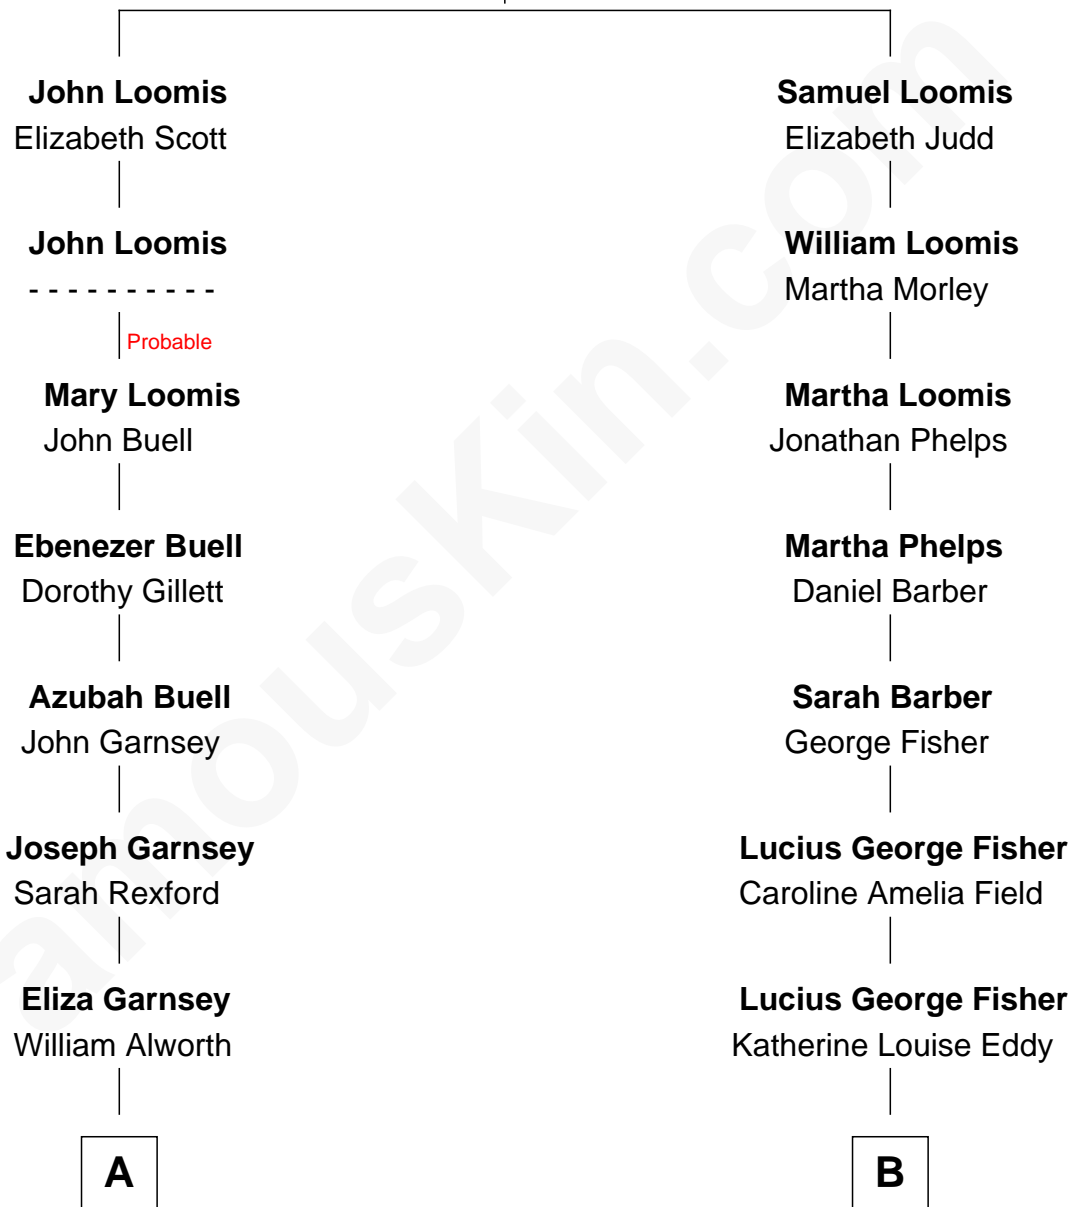 John Loomis
Elizabeth Scott
John Loomis
- - - - - - - - - -
Probable
Mary Loomis
John Buell
Ebenezer Buell
Dorothy Gillett
Azubah Buell
John Garnsey
Joseph Garnsey
Sarah Rexford
Eliza Garnsey
William Alworth
A
Samuel Loomis
Elizabeth Judd
William Loomis
Martha Morley
Martha Loomis
Jonathan Phelps
Martha Phelps
Daniel Barber
Sarah Barber
George Fisher
Lucius George Fisher
Caroline Amelia Field
Lucius George Fisher
Katherine Louise Eddy
B
amouskin.com